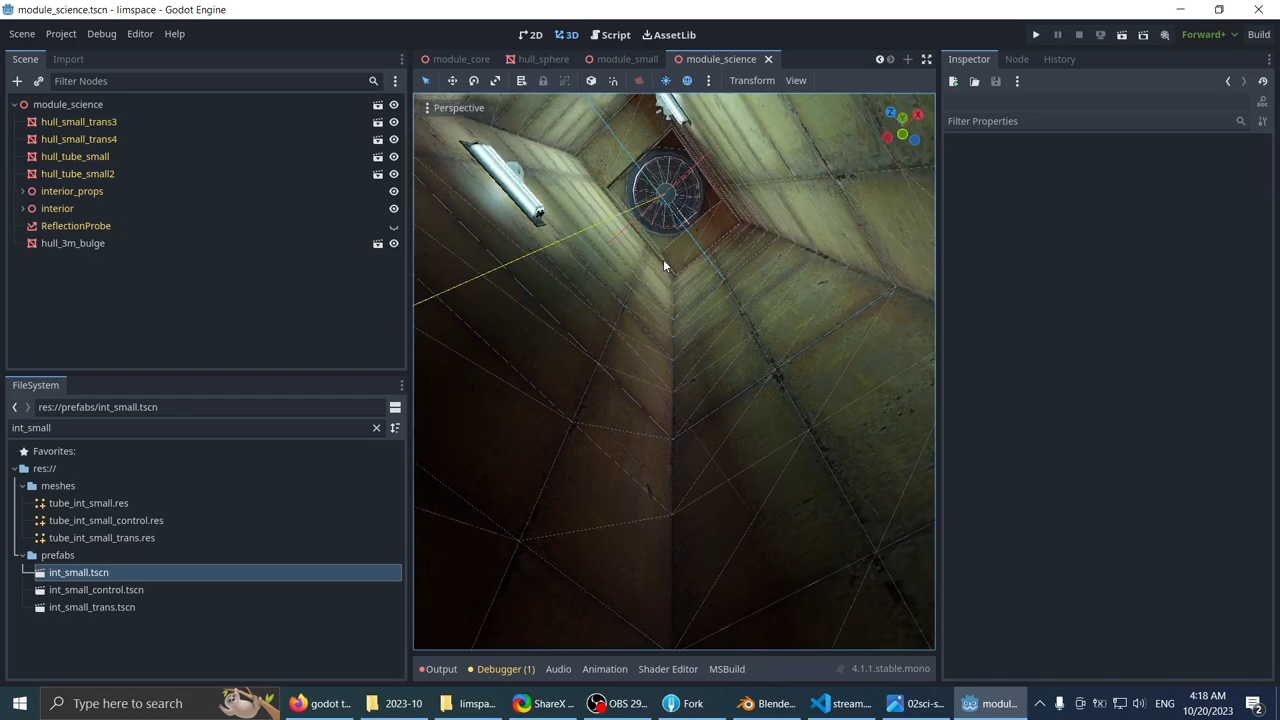 module_science.tscn - limspace - Godot Engine
Scene Project Debug Editor Help
2D 3D Script AssetLib
Forward+ Build
Scene Import
module_core hull_sphere module_small module_science
Inspector Node History
Filter Nodes
Transform View
Perspective
Z Y X
Filter Properties
module_science
hull_small_trans3
hull_small_trans4
hull_tube_small
hull_tube_small2
interior_props
interior
ReflectionProbe
hull_3m_bulge
FileSystem
res://prefabs/int_small.tscn
int_small
Favorites:
res://
meshes
tube_int_small.res
tube_int_small_control.res
tube_int_small_trans.res
prefabs
int_small.tscn
int_small_control.tscn
int_small_trans.tscn
Output Debugger (1) Audio Animation Shader Editor MSBuild 4.1.1.stable.mono
Type here to search
godot t... 2023-10 limspa... ShareX ... OBS 29... Fork Blende... stream.... 02sci-s... modul...
ENG
4:18 AM
10/20/2023
2